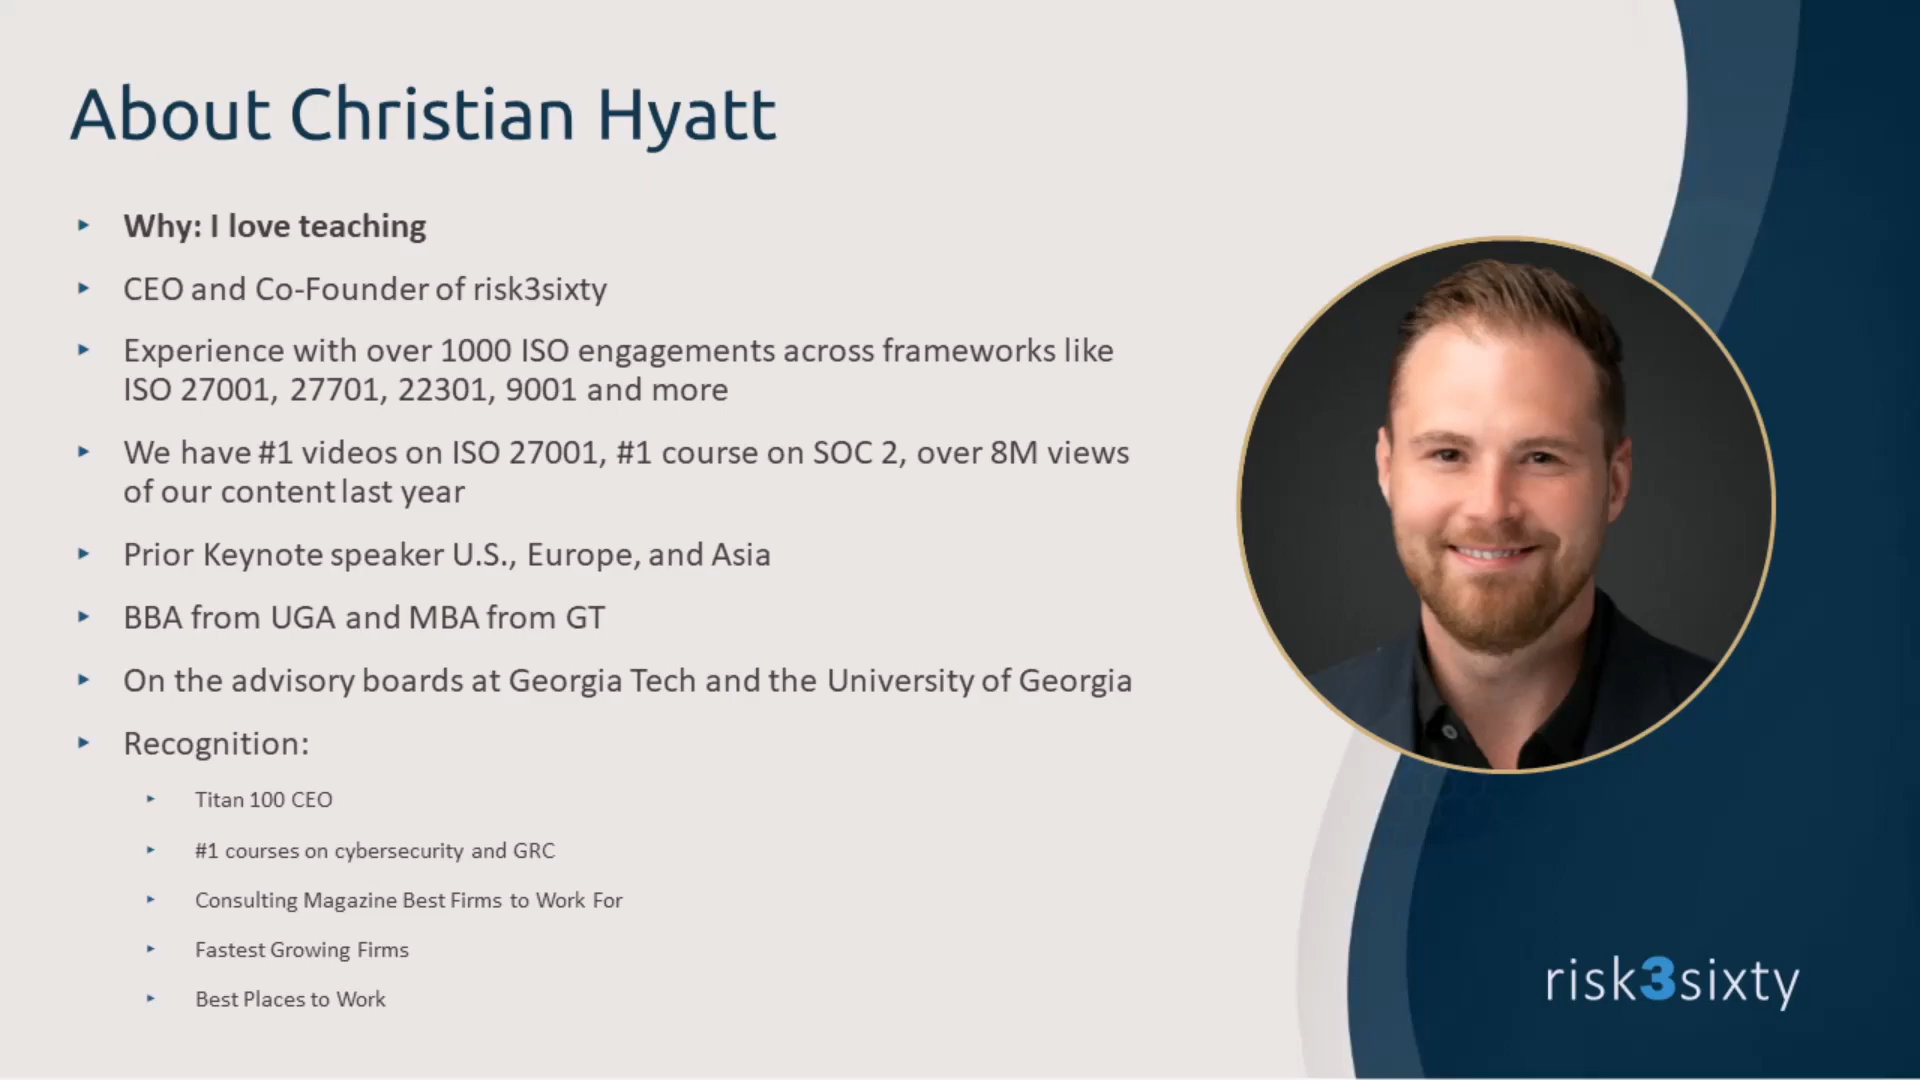 About Christian Hyatt
Why: I love teaching
CEO and Co-Founder of risk3sixty
Experience with over 1000 ISO engagements across frameworks like
ISO 27001, 27701, 22301, 9001 and more
We have #1 videos on ISO 27001, #1 course on SOC 2, over 8M views
of our content last year
Prior Keynote speaker U.S., Europe, and Asia
BBA from UGA and MBA from GT
On the advisory boards at Georgia Tech and the University of Georgia
Recognition:
Titan 100 CEO
#1 courses on cybersecurity and GRC
Consulting Magazine Best Firms to Work For
Fastest Growing Firms
Best Places to Work
risk3sixty